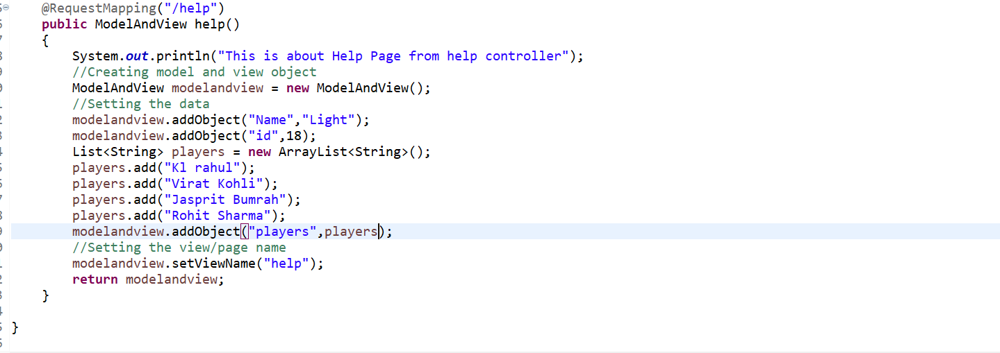 @RequestMapping("/help")
public ModelAndView help()
{
System.out.println("This is about Help Page from help controller");
//Creating model and view object
ModelAndView modelandview = new ModelAndView();
//Setting the data
modelandview.addObject("Name","Light");
modelandview.addObject("id",18);
List<String> players = new ArrayList<String>();
players.add("Kl rahul");
players.add("Virat Kohli");
players.add("Jasprit Bumrah");
players.add("Rohit Sharma");
modelandview.addObject("players",players);
//Setting the view/page name
modelandview.setViewName("help");
return modelandview;
}
}